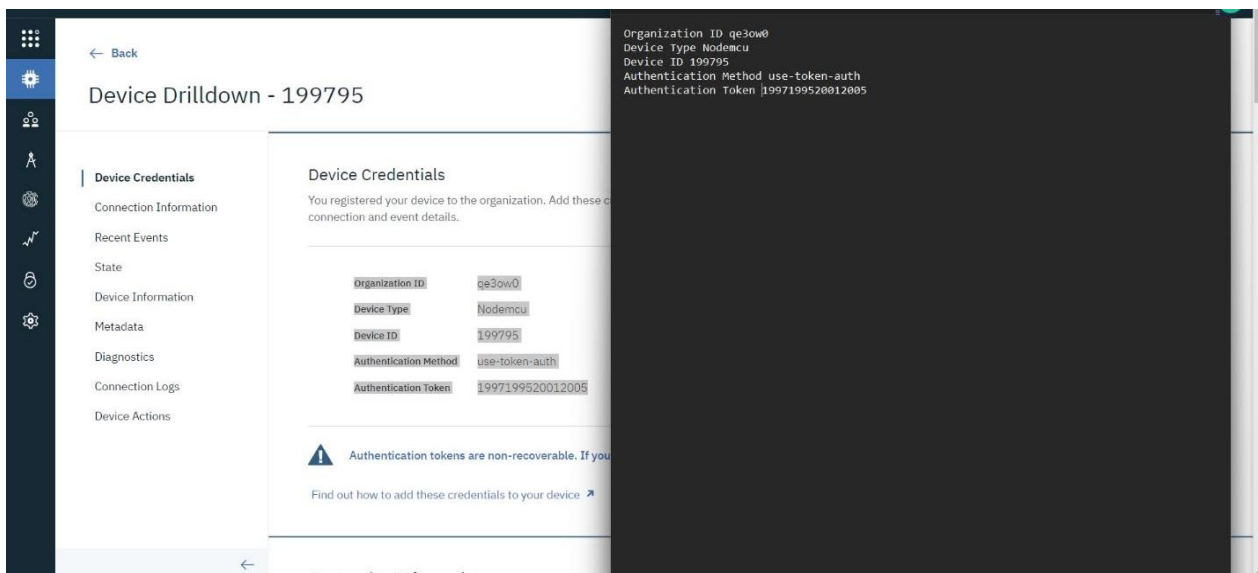 ← Back
Device Drilldown - 199795
Device Credentials
Connection Information
Recent Events
State
Device Information
Metadata
Diagnostics
Connection Logs
Device Actions
←
Device Credentials
You registered your device to the organization. Add these c
connection and event details.
Organization ID qe3ow0
Device Type Nodemcu
Device ID 199795
Authentication Method use-token-auth
Authentication Token 1997199520012005
Authentication tokens are non-recoverable. If you
Find out how to add these credentials to your device
Organization ID qe3ow0
Device Type Nodemcu
Device ID 199795
Authentication Method use-token-auth
Authentication Token 1997199520012005